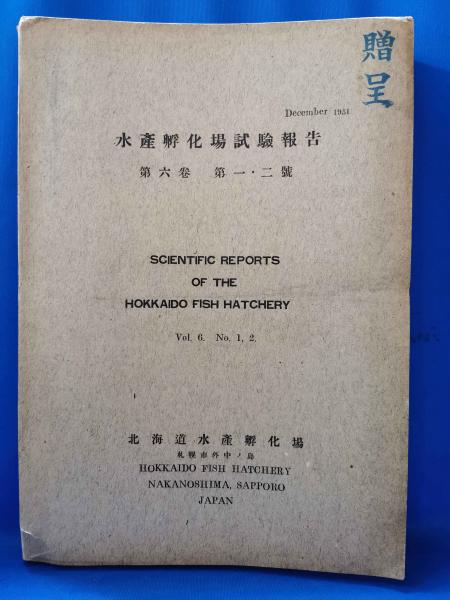 贈呈
December 1951
水產孵化場試驗報告
第六卷 第一・二號
SCIENTIFIC REPORTS
OF THE
HOKKAIDO FISH HATCHERY
Vol. 6. No. 1, 2.
北海道水產孵化場
札幌市外中ノ島
HOKKAIDO FISH HATCHERY
NAKANOSHIMA, SAPPORO
JAPAN